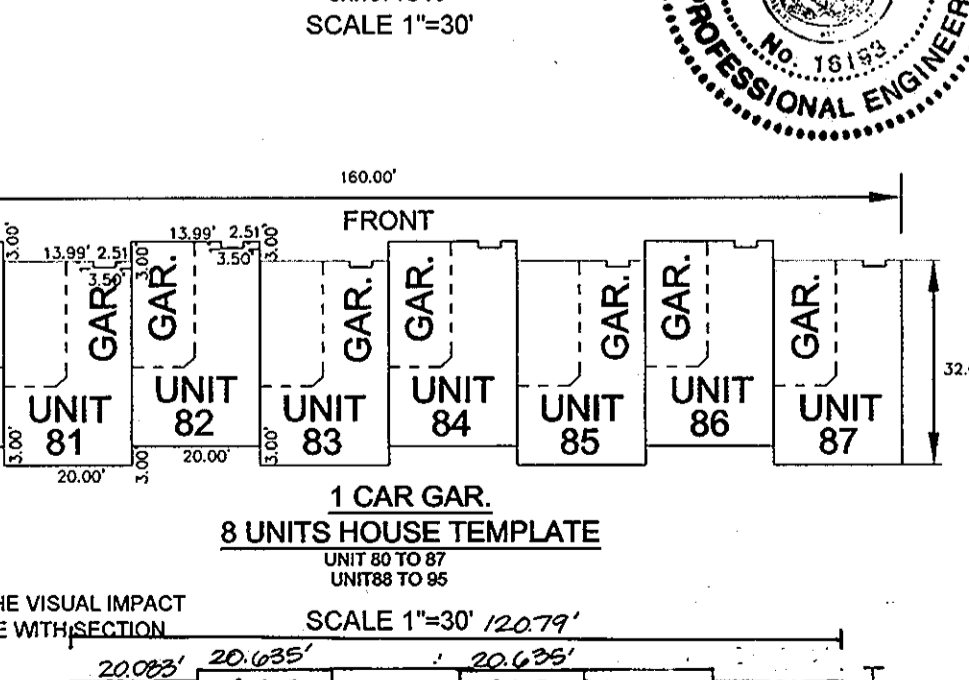 SCALE 1"=30'
No. 16193
PROFESSIONAL ENGINEER
160.00'
FRONT
3.00' 13.99' 2.51 3.50' 3.00' 13.99' 2.51' 3.50' 3.00'
GAR. GAR. GAR. GAR. GAR. GAR. GAR.
UNIT 81
UNIT 82
UNIT 83
UNIT 84
UNIT 85
UNIT 86
UNIT 87
3.00' 20.00' 3.00' 20.00' 3.00'
1 CAR GAR.
8 UNITS HOUSE TEMPLATE
UNIT 80 TO 87
UNIT88 TO 95
HE VISUAL IMPACT
E WITH SECTION
SCALE 1"=30' 120.79'
20.083' 20.635' 20.635'